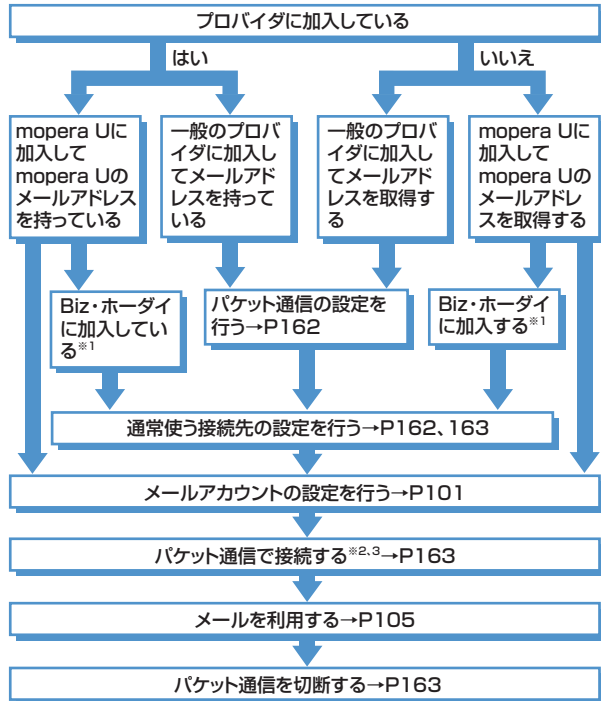 プロバイダに加入している
はい
いいえ
mopera Uに
加入して
mopera Uの
メールアドレス
を持っている
一般のプロバ
イダに加入し
てメールアド
レスを持って
いる
一般のプロバ
イダに加入し
てメールアド
レスを取得す
る
mopera Uに
加入して
mopera Uの
メールアドレ
スを取得する
Biz・ホーダイ
に加入してい
る※1
パケット通信の設定を
行う→P162
Biz・ホーダイ
に加入する※1
通常使う接続先の設定を行う→P162、163
メールアカウントの設定を行う→P101
パケット通信で接続する※2,3→P163
メールを利用する→P105
パケット通信を切断する→P163